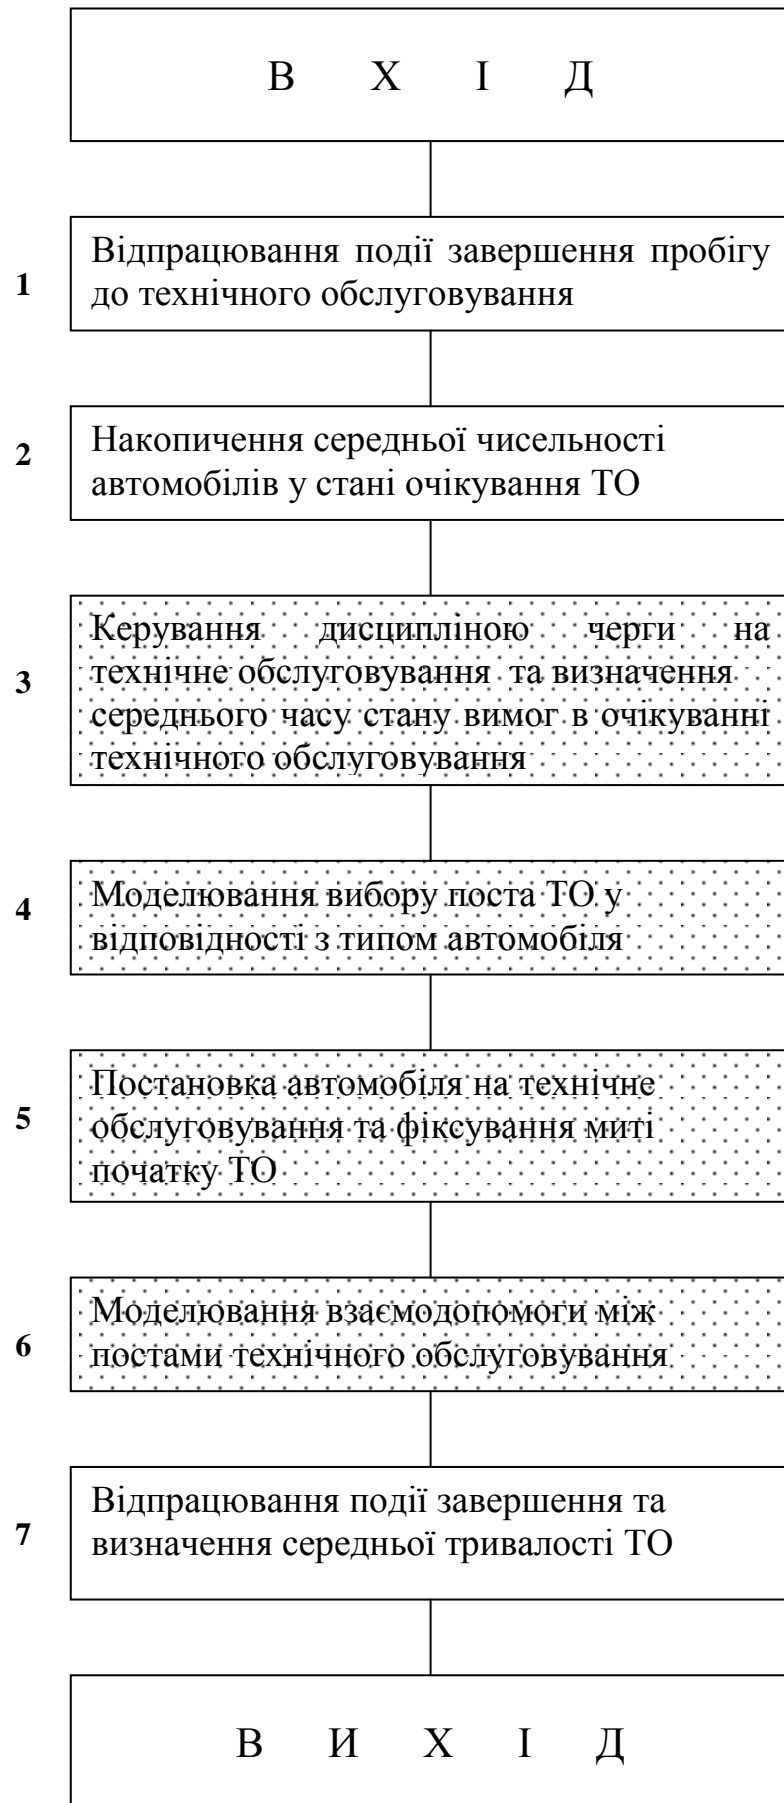 В Х І Д
1
Відпрацювання події завершення пробігу
до технічного обслуговування
2
Накопичення середньої чисельності
автомобілів у стані очікування ТО
3
Керування дисципліною черги на
технічне обслуговування та визначення
середнього часу стану вимог в очікуванні
технічного обслуговування
4
Моделювання вибору поста ТО у
відповідності з типом автомобіля
5
Постановка автомобіля на технічне
обслуговування та фіксування миті
початку ТО
6
Моделювання взаємодопомоги між
постами технічного обслуговування
7
Відпрацювання події завершення та
визначення середньої тривалості ТО
В И Х І Д